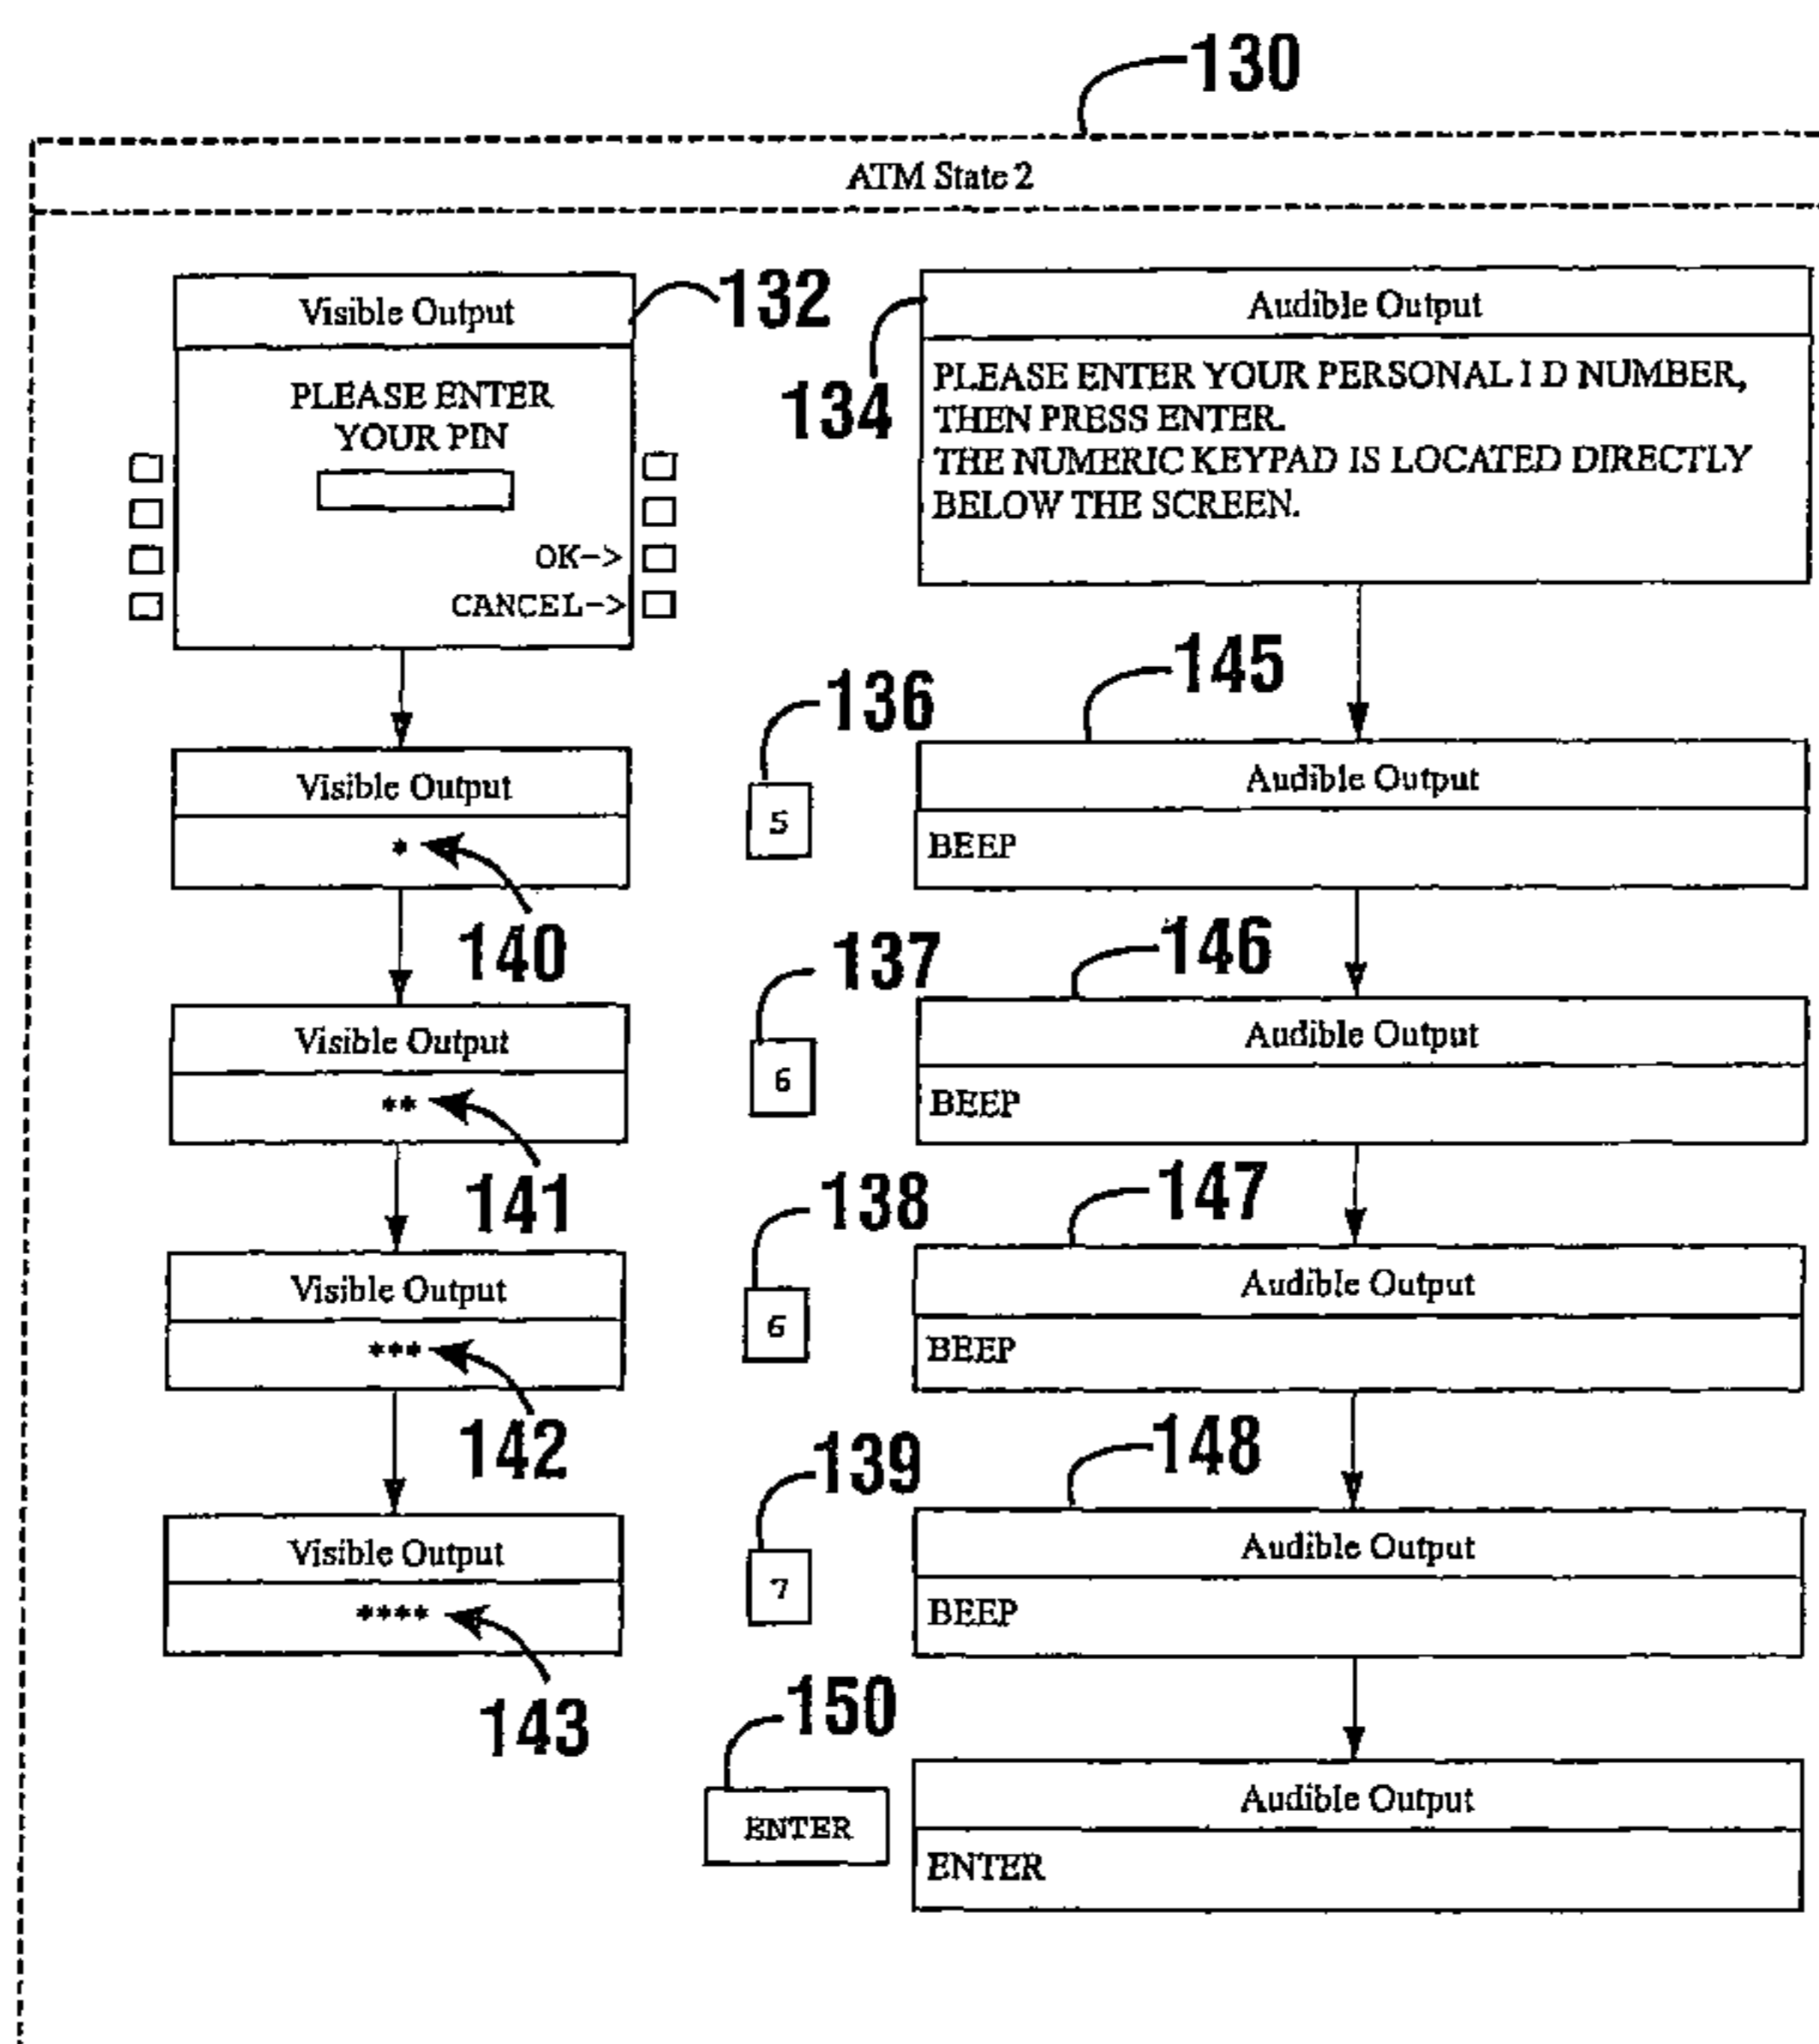 130
ATM State 2
Visible Output
132
PLEASE ENTER
YOUR PIN
OK->
CANCEL->
134
Audible Output
PLEASE ENTER YOUR PERSONAL I D NUMBER,
THEN PRESS ENTER.
THE NUMERIC KEYPAD IS LOCATED DIRECTLY
BELOW THE SCREEN.
Visible Output
*
140
136
5
145
Audible Output
BEEP
Visible Output
**
141
137
6
146
Audible Output
BEEP
Visible Output
***
142
138
6
147
Audible Output
BEEP
Visible Output
****
143
139
7
148
Audible Output
BEEP
150
ENTER
Audible Output
ENTER